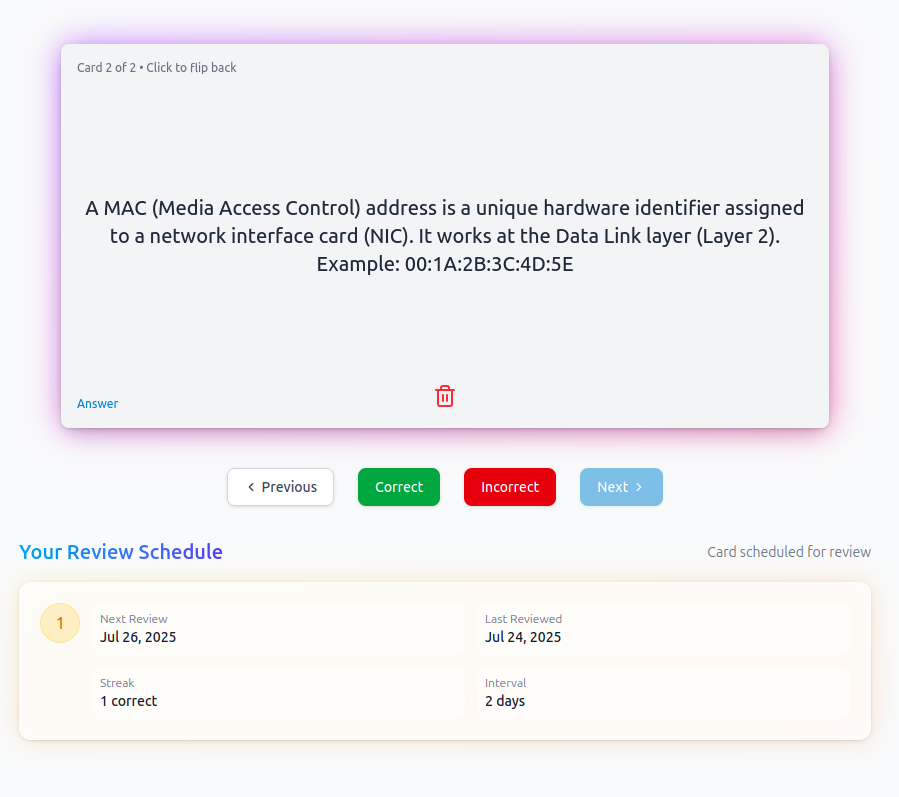 Card 2 of 2 • Click to flip back
A MAC (Media Access Control) address is a unique hardware identifier assigned
to a network interface card (NIC). It works at the Data Link layer (Layer 2).
Example: 00:1A:2B:3C:4D:5E
Answer
Previous Correct Incorrect Next
Your Review Schedule Card scheduled for review
1
Next Review Last Reviewed
Jul 26, 2025 Jul 24, 2025
Streak Interval
1 correct 2 days